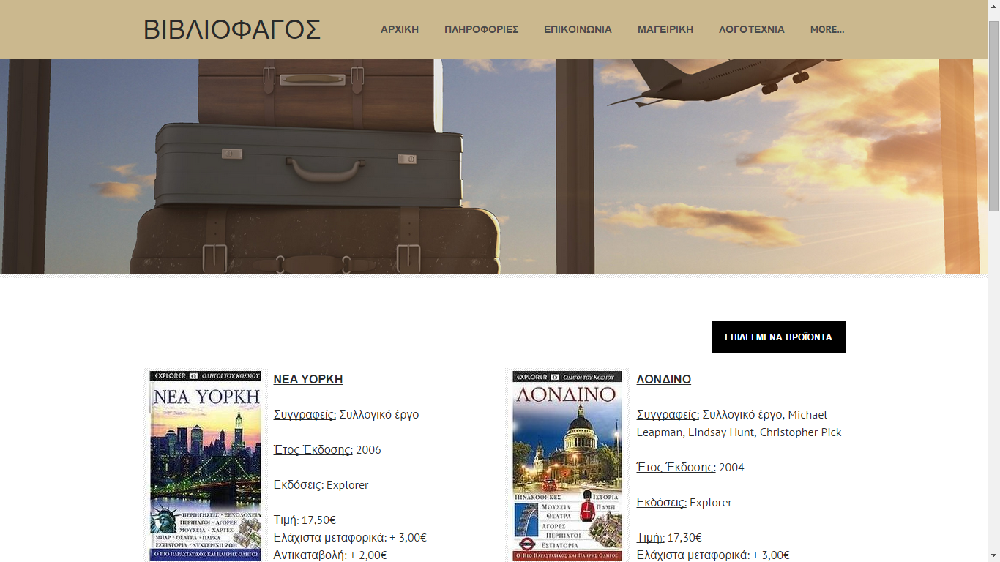 ΒΙΒΛΙΟΦΑΓΟΣ
ΑΡΧΙΚΗ ΠΛΗΡΟΦΟΡΙΕΣ ΕΠΙΚΟΙΝΩΝΙΑ ΜΑΓΕΙΡΙΚΗ ΛΟΓΟΤΕΧΝΙΑ MORE...
ΕΠΙΛΕΓΜΕΝΑ ΠΡΟΪΟΝΤΑ
EXPLORER ΟΔΗΓΟΙ ΤΟΥ ΚΟΣΜΟΥ
ΝΕΑ ΥΟΡΚΗ
ΠΕΡΙΗΓΗΣΕΙΣ · ΞΕΝΟΔΟΧΕΙΑ
ΠΕΡΙΠΑΤΟΙ · ΑΓΟΡΕΣ
ΜΟΥΣΕΙΑ · ΧΑΡΤΕΣ
ΜΠΑΡ · ΘΕΑΤΡΑ · ΠΑΡΚΑ
ΕΣΤΙΑΤΟΡΙΑ · ΝΥΧΤΕΡΙΝΗ ΖΩΗ
Ο ΠΙΟ ΠΑΡΑΣΤΑΤΙΚΟΣ ΚΑΙ ΠΛΗΡΗΣ ΟΔΗΓΟΣ
ΝΕΑ ΥΟΡΚΗ
Συγγραφείς: Συλλογικό έργο
Έτος Έκδοσης: 2006
Εκδόσεις: Explorer
Τιμή: 17,50€
Ελάχιστα μεταφορικά: + 3,00€
Αντικαταβολή: + 2,00€
EXPLORER ΟΔΗΓΟΙ ΤΟΥ ΚΟΣΜΟΥ
ΛΟΝΔΙΝΟ
ΠΙΝΑΚΟΘΗΚΕΣ ΙΣΤΟΡΙΑ
ΜΟΥΣΕΙΑ ΠΑΜΠ
ΘΕΑΤΡΑ
ΑΓΟΡΕΣ
ΠΕΡΙΠΑΤΟΙ
ΕΣΤΙΑΤΟΡΙΑ
Ο ΠΙΟ ΠΑΡΑΣΤΑΤΙΚΟΣ ΚΑΙ ΠΛΗΡΗΣ ΟΔΗΓΟΣ
ΛΟΝΔΙΝΟ
Συγγραφείς: Συλλογικό έργο, Michael
Leapman, Lindsay Hunt, Christopher Pick
Έτος Έκδοσης: 2004
Εκδόσεις: Explorer
Τιμή: 17,30€
Ελάχιστα μεταφορικά: + 3,00€